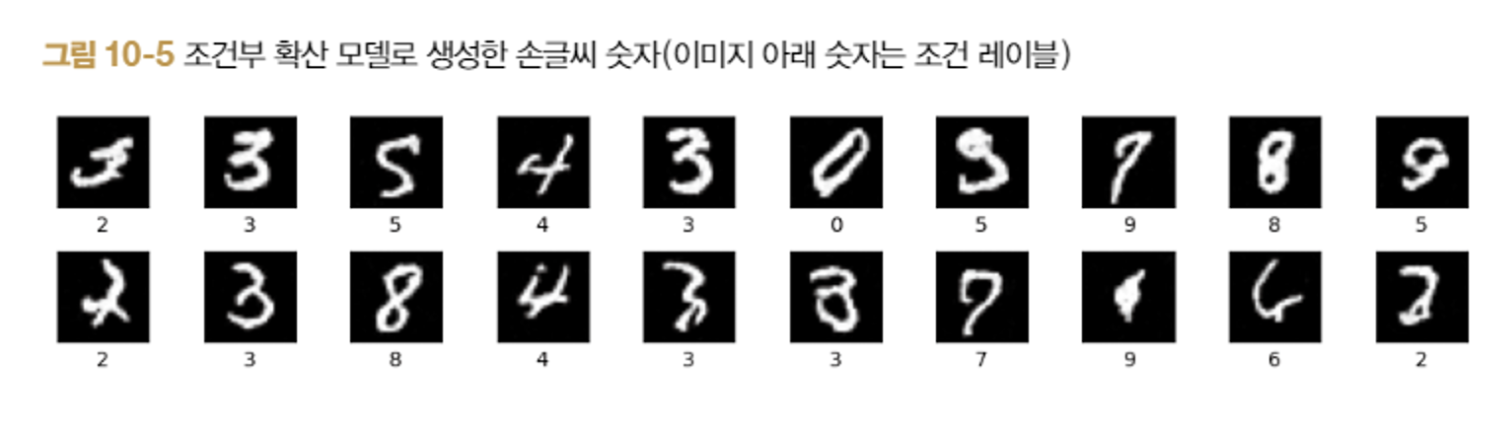 그림 10-5 조건부 확산 모델로 생성한 손글씨 숫자(이미지 아래 숫자는 조건 레이블)
2 3 5 4 3 0 5 9 8 5
2 3 8 4 3 3 7 9 6 2